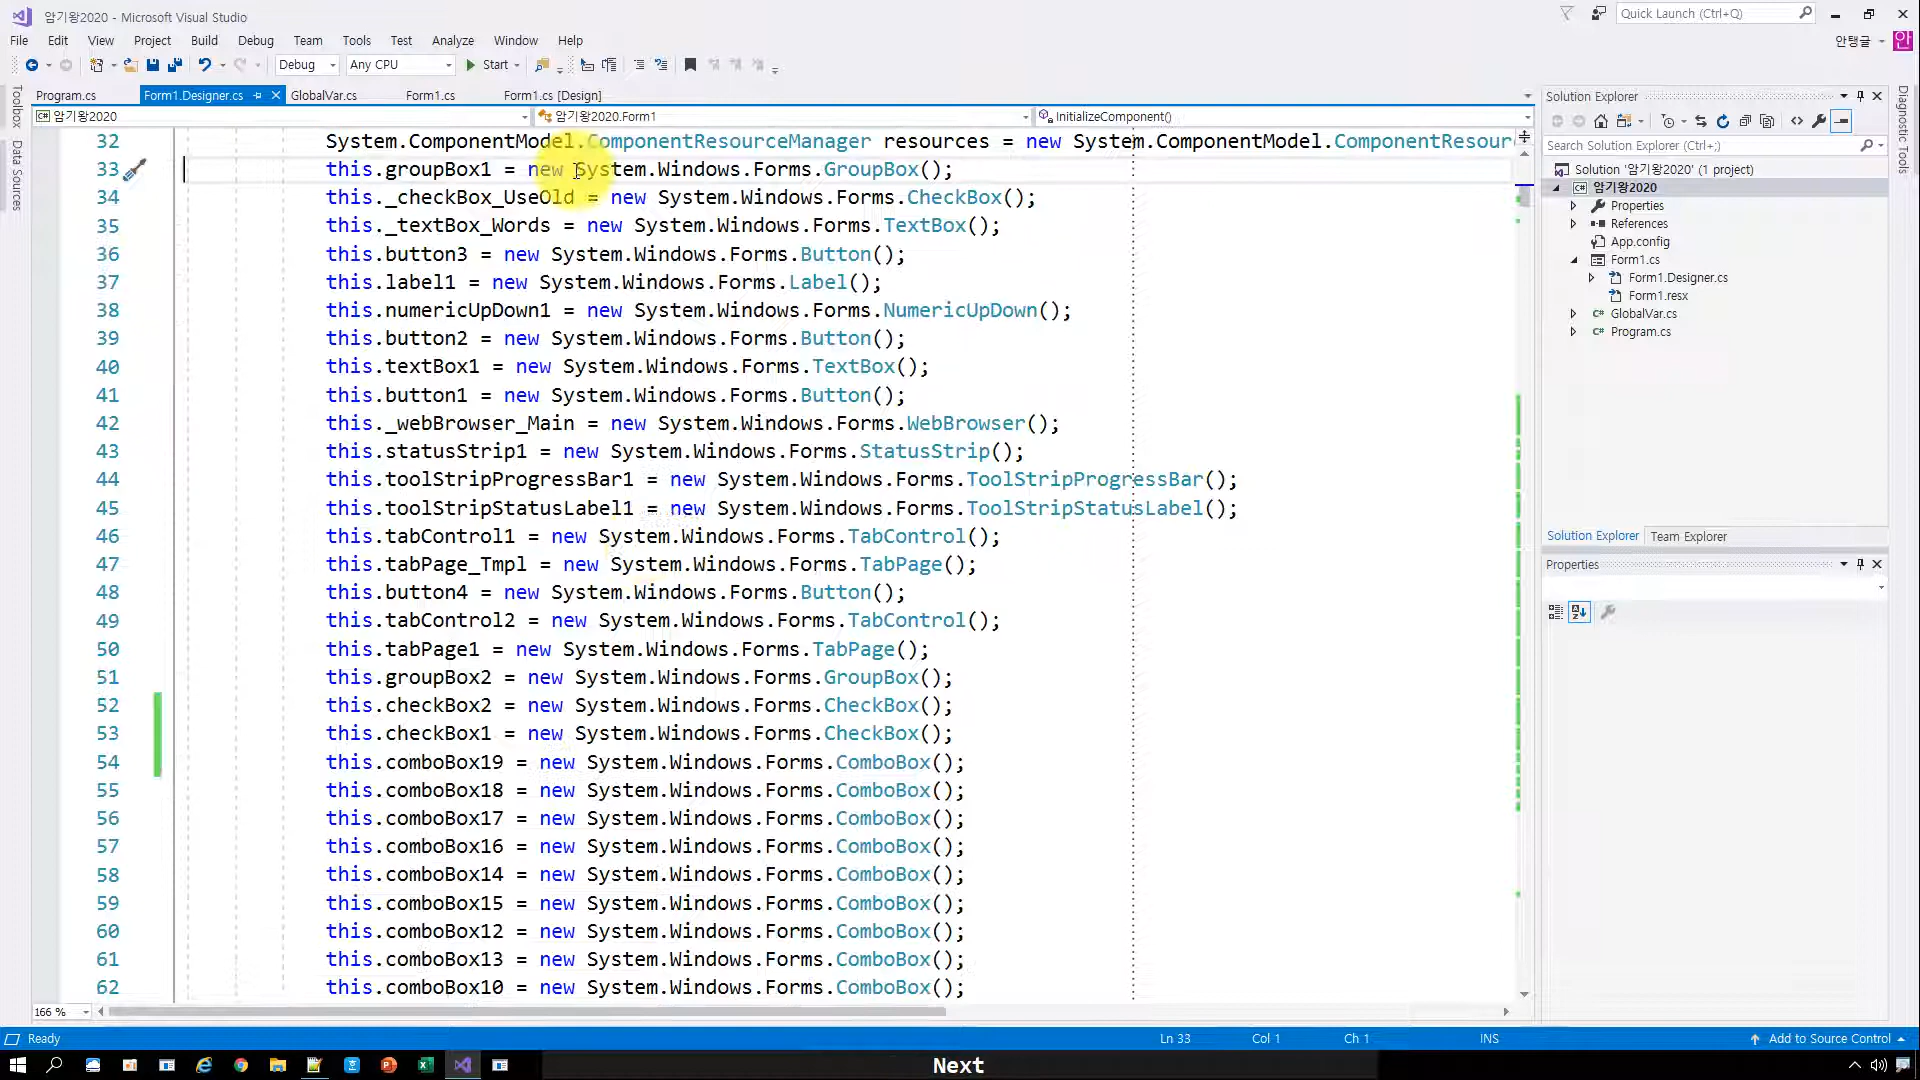 암기왕2020 - Microsoft Visual Studio
Quick Launch (Ctrl+Q)
File Edit View Project Build Debug Team Tools Test Analyze Window Help
안탱글 안
Debug Any CPU Start
Program.cs Form1.Designer.cs GlobalVar.cs Form1.cs Form1.cs [Design]
암기왕2020 암기왕2020.Form1 InitializeComponent()
32 System.ComponentModel.ComponentResourceManager resources = new System.ComponentModel.ComponentResour
33 this.groupBox1 = new System.Windows.Forms.GroupBox();
34 this._checkBox_UseOld = new System.Windows.Forms.CheckBox();
35 this._textBox_Words = new System.Windows.Forms.TextBox();
36 this.button3 = new System.Windows.Forms.Button();
37 this.label1 = new System.Windows.Forms.Label();
38 this.numericUpDown1 = new System.Windows.Forms.NumericUpDown();
39 this.button2 = new System.Windows.Forms.Button();
40 this.textBox1 = new System.Windows.Forms.TextBox();
41 this.button1 = new System.Windows.Forms.Button();
42 this._webBrowser_Main = new System.Windows.Forms.WebBrowser();
43 this.statusStrip1 = new System.Windows.Forms.StatusStrip();
44 this.toolStripProgressBar1 = new System.Windows.Forms.ToolStripProgressBar();
45 this.toolStripStatusLabel1 = new System.Windows.Forms.ToolStripStatusLabel();
46 this.tabControl1 = new System.Windows.Forms.TabControl();
47 this.tabPage_Tmpl = new System.Windows.Forms.TabPage();
48 this.button4 = new System.Windows.Forms.Button();
49 this.tabControl2 = new System.Windows.Forms.TabControl();
50 this.tabPage1 = new System.Windows.Forms.TabPage();
51 this.groupBox2 = new System.Windows.Forms.GroupBox();
52 this.checkBox2 = new System.Windows.Forms.CheckBox();
53 this.checkBox1 = new System.Windows.Forms.CheckBox();
54 this.comboBox19 = new System.Windows.Forms.ComboBox();
55 this.comboBox18 = new System.Windows.Forms.ComboBox();
56 this.comboBox17 = new System.Windows.Forms.ComboBox();
57 this.comboBox16 = new System.Windows.Forms.ComboBox();
58 this.comboBox14 = new System.Windows.Forms.ComboBox();
59 this.comboBox15 = new System.Windows.Forms.ComboBox();
60 this.comboBox12 = new System.Windows.Forms.ComboBox();
61 this.comboBox13 = new System.Windows.Forms.ComboBox();
62 this.comboBox10 = new System.Windows.Forms.ComboBox();
Toolbox
Data Sources
166 %
Solution Explorer
Search Solution Explorer (Ctrl+;)
Solution '암기왕2020' (1 project)
암기왕2020
Properties
References
App.config
Form1.cs
Form1.Designer.cs
Form1.resx
GlobalVar.cs
Program.cs
Solution Explorer Team Explorer
Properties
Diagnostic Tools
Ready Ln 33 Col 1 Ch 1 INS Add to Source Control
Next